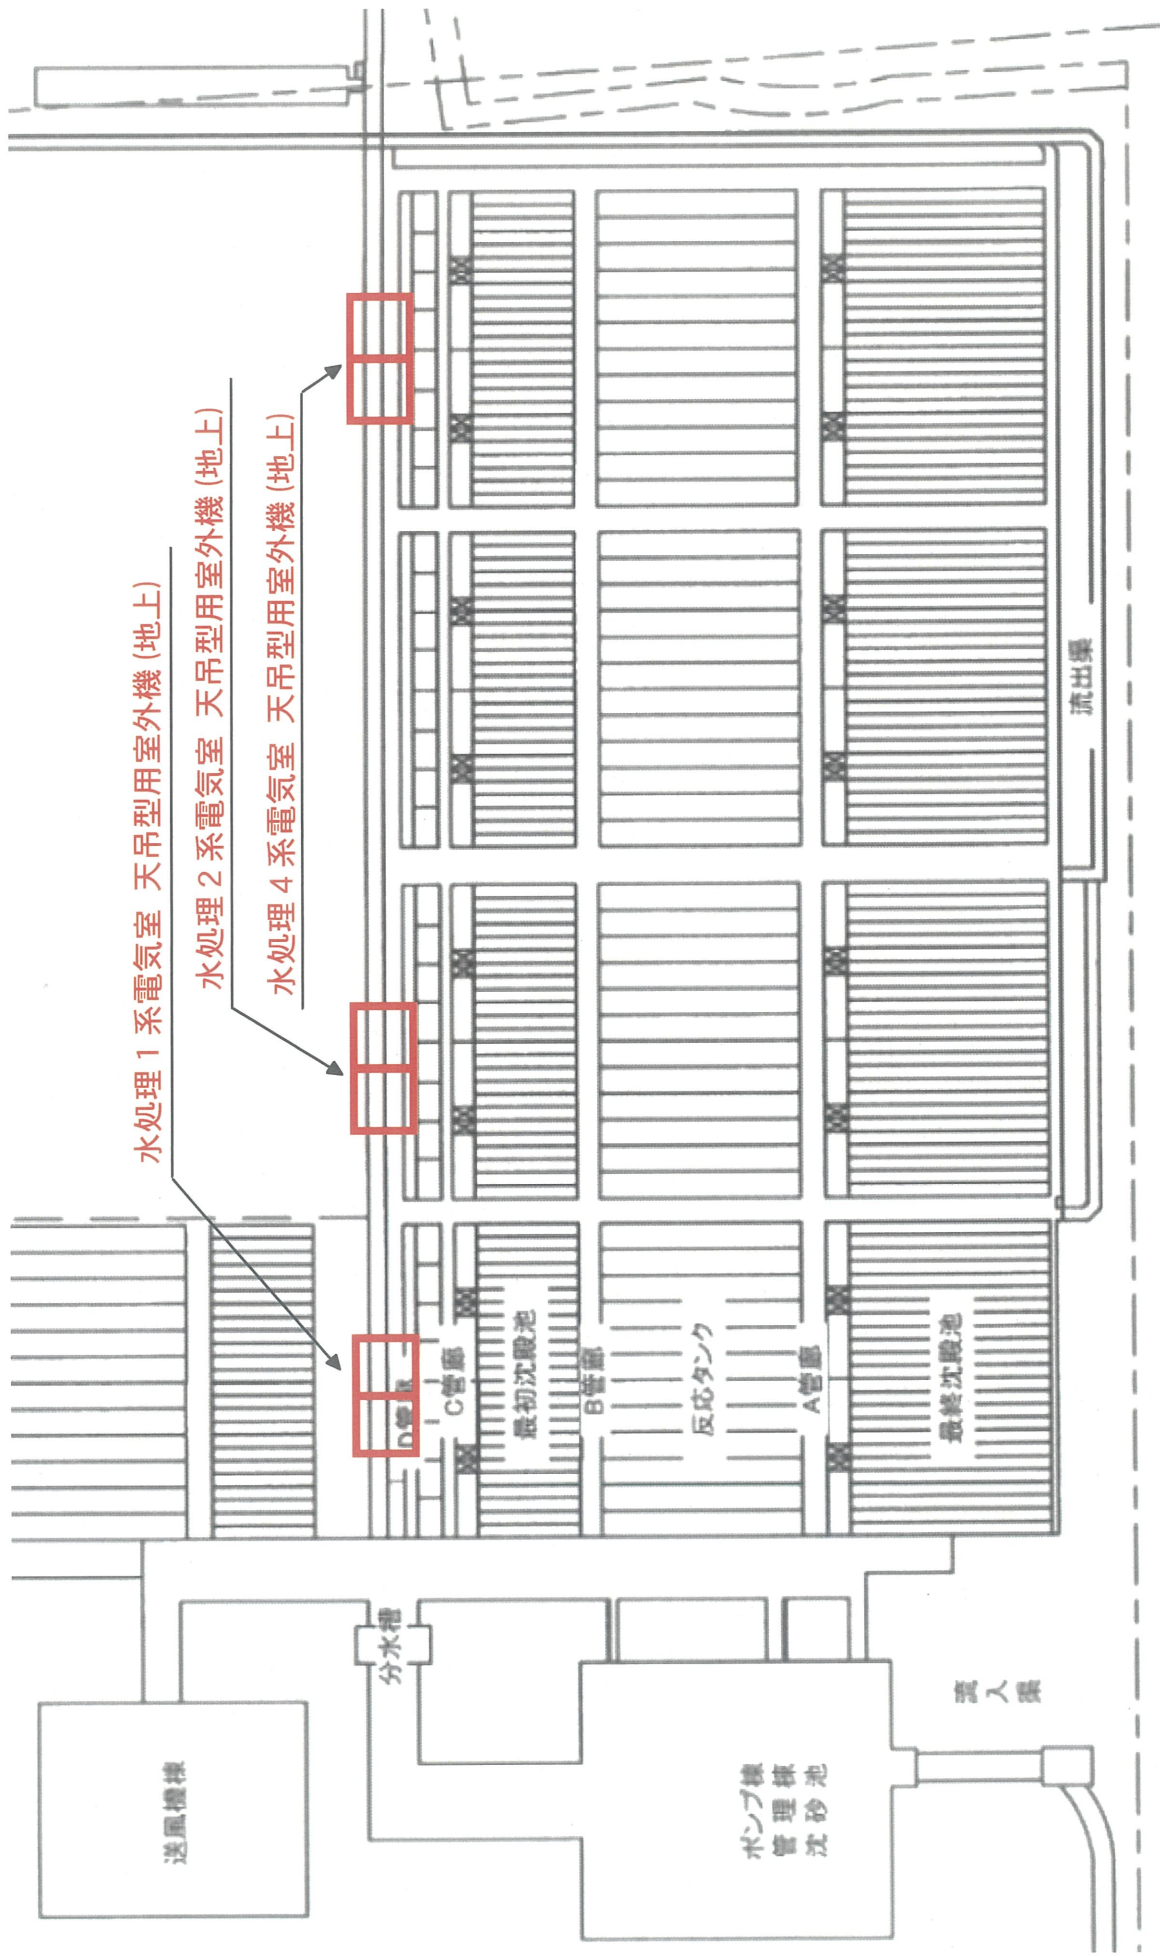 水処理1系電気室 天吊型用室外機(地上)
水処理2系電気室 天吊型用室外機(地上)
水処理4系電気室 天吊型用室外機(地上)
送風機棟
分水槽
ポンプ棟
管理棟
沈砂池
流入渠
D管廊
C管廊
最初沈殿池
B管廊
反応タンク
A管廊
最終沈殿池
流出渠